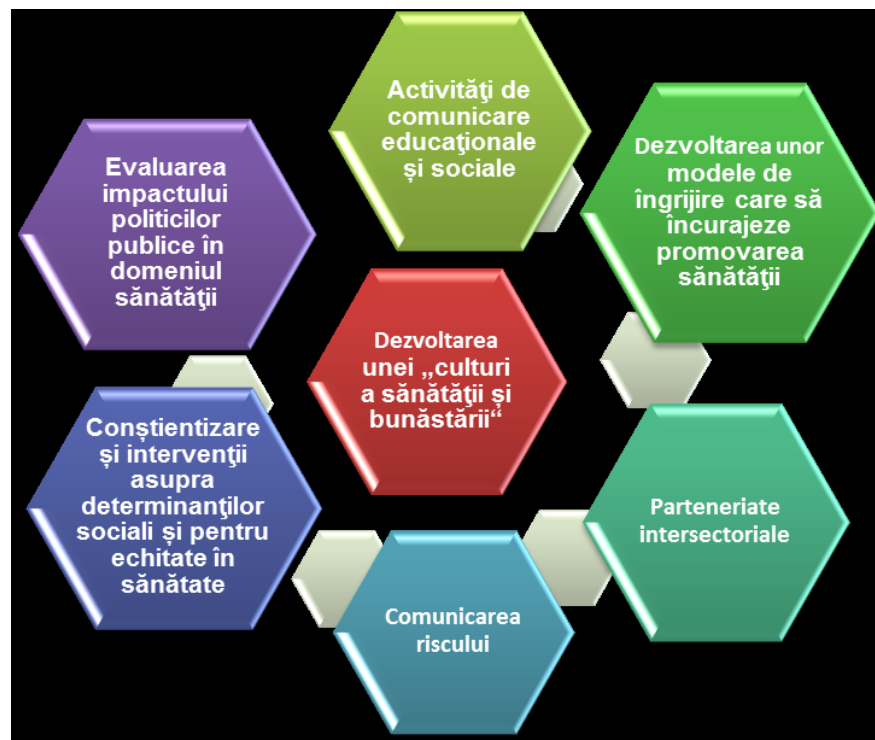 Activităţi de
comunicare
educaţionale
și sociale
Dezvoltarea unor
modele de
îngrijire care să
încurajeze
promovarea
sănătăţii
Evaluarea
impactului
politicilor
publice în
domeniul
sănătăţii
Dezvoltarea
unei „culturi
a sănătăţii și
bunăstării“
Conștientizare
și intervenţii
asupra
determinanţilor
sociali și pentru
echitate în
sănătate
Parteneriate
intersectoriale
Comunicarea
riscului